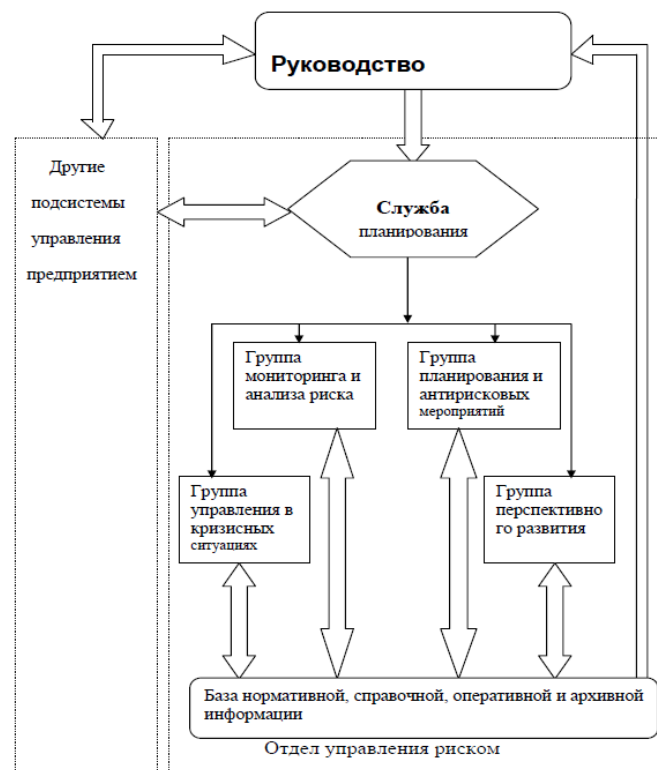 Руководство
Другие
подсистемы
управления
предприятием
Служба
планирования
Группа
мониторинга и
анализа риска
Группа
планирования и
антирисковых
мероприятий
Группа
управления в
кризисных
ситуациях
Группа
перспективно
го развития
База нормативной, справочной, оперативной и архивной
информации
Отдел управления риском